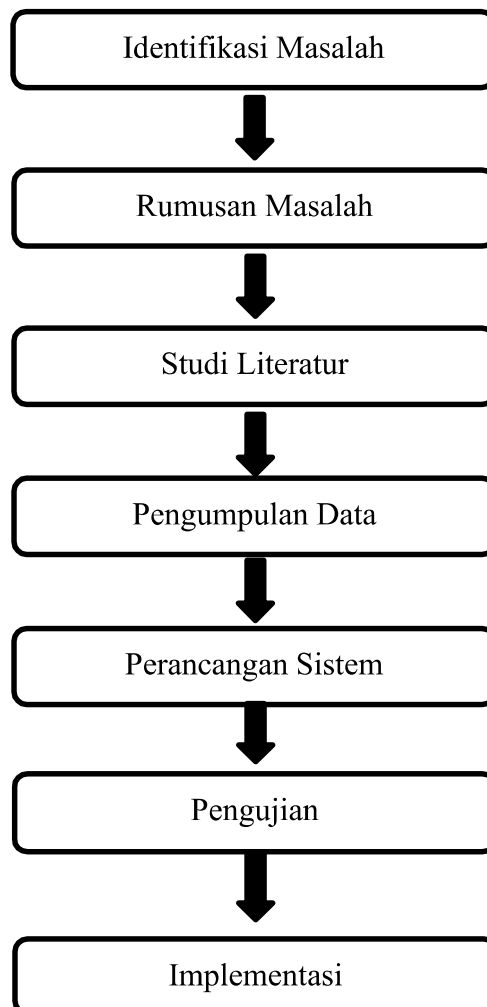 Identifikasi Masalah
Rumusan Masalah
Studi Literatur
Pengumpulan Data
Perancangan Sistem
Pengujian
Implementasi